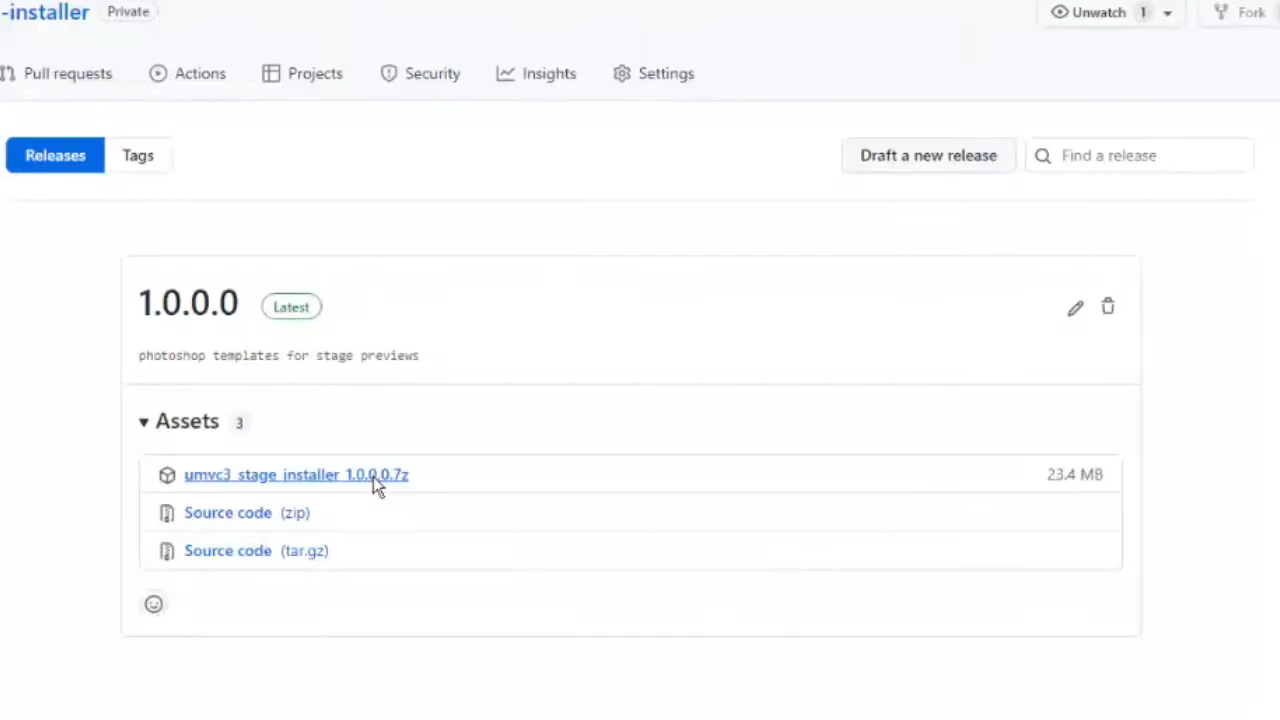 -installer Private Unwatch 1 Fork
Pull requests Actions Projects Security Insights Settings
Releases Tags Draft a new release Find a release
1.0.0.0 Latest
photoshop templates for stage previews
Assets 3
umvc3_stage_installer_1.0.0.0.7z 23.4 MB
Source code (zip)
Source code (tar.gz)